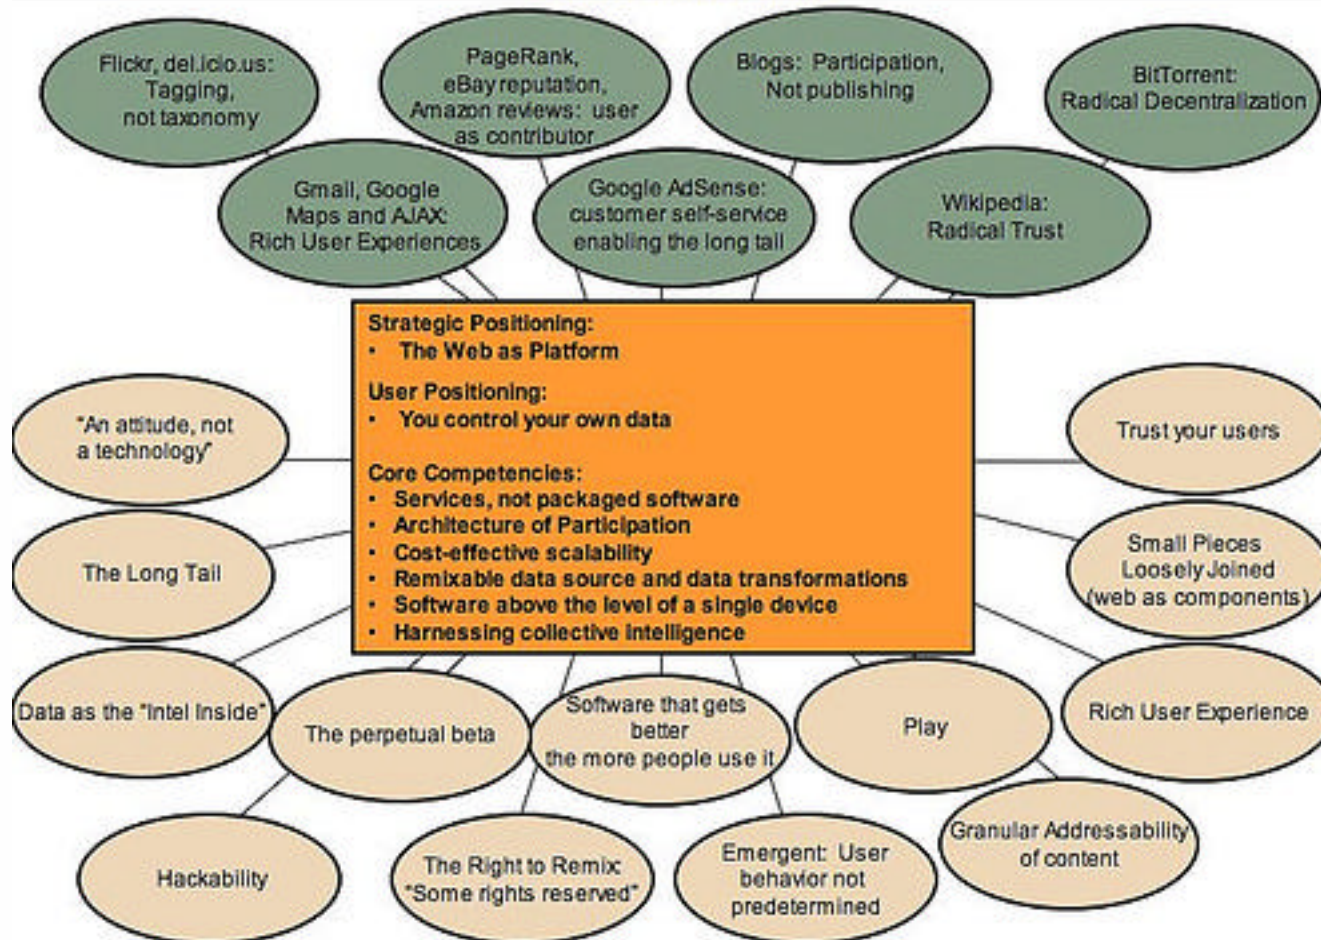 Flickr, del.icio.us:
Tagging,
not taxonomy
PageRank,
eBay reputation,
Amazon reviews: user
as contributor
Blogs: Participation,
Not publishing
BitTorrent:
Radical Decentralization
Gmail, Google
Maps and AJAX:
Rich User Experiences
Google AdSense:
customer self-service
enabling the long tail
Wikipedia:
Radical Trust
Strategic Positioning:
• The Web as Platform
User Positioning:
• You control your own data
Core Competencies:
• Services, not packaged software
• Architecture of Participation
• Cost-effective scalability
• Remixable data source and data transformations
• Software above the level of a single device
• Harnessing collective intelligence
"An attitude, not
a technology"
Trust your users
The Long Tail
Small Pieces
Loosely Joined
(web as components)
Data as the "Intel Inside"
The perpetual beta
Software that gets
better
the more people use it
Play
Rich User Experience
Hackability
The Right to Remix:
"Some rights reserved"
Emergent: User
behavior not
predetermined
Granular Addressability
of content